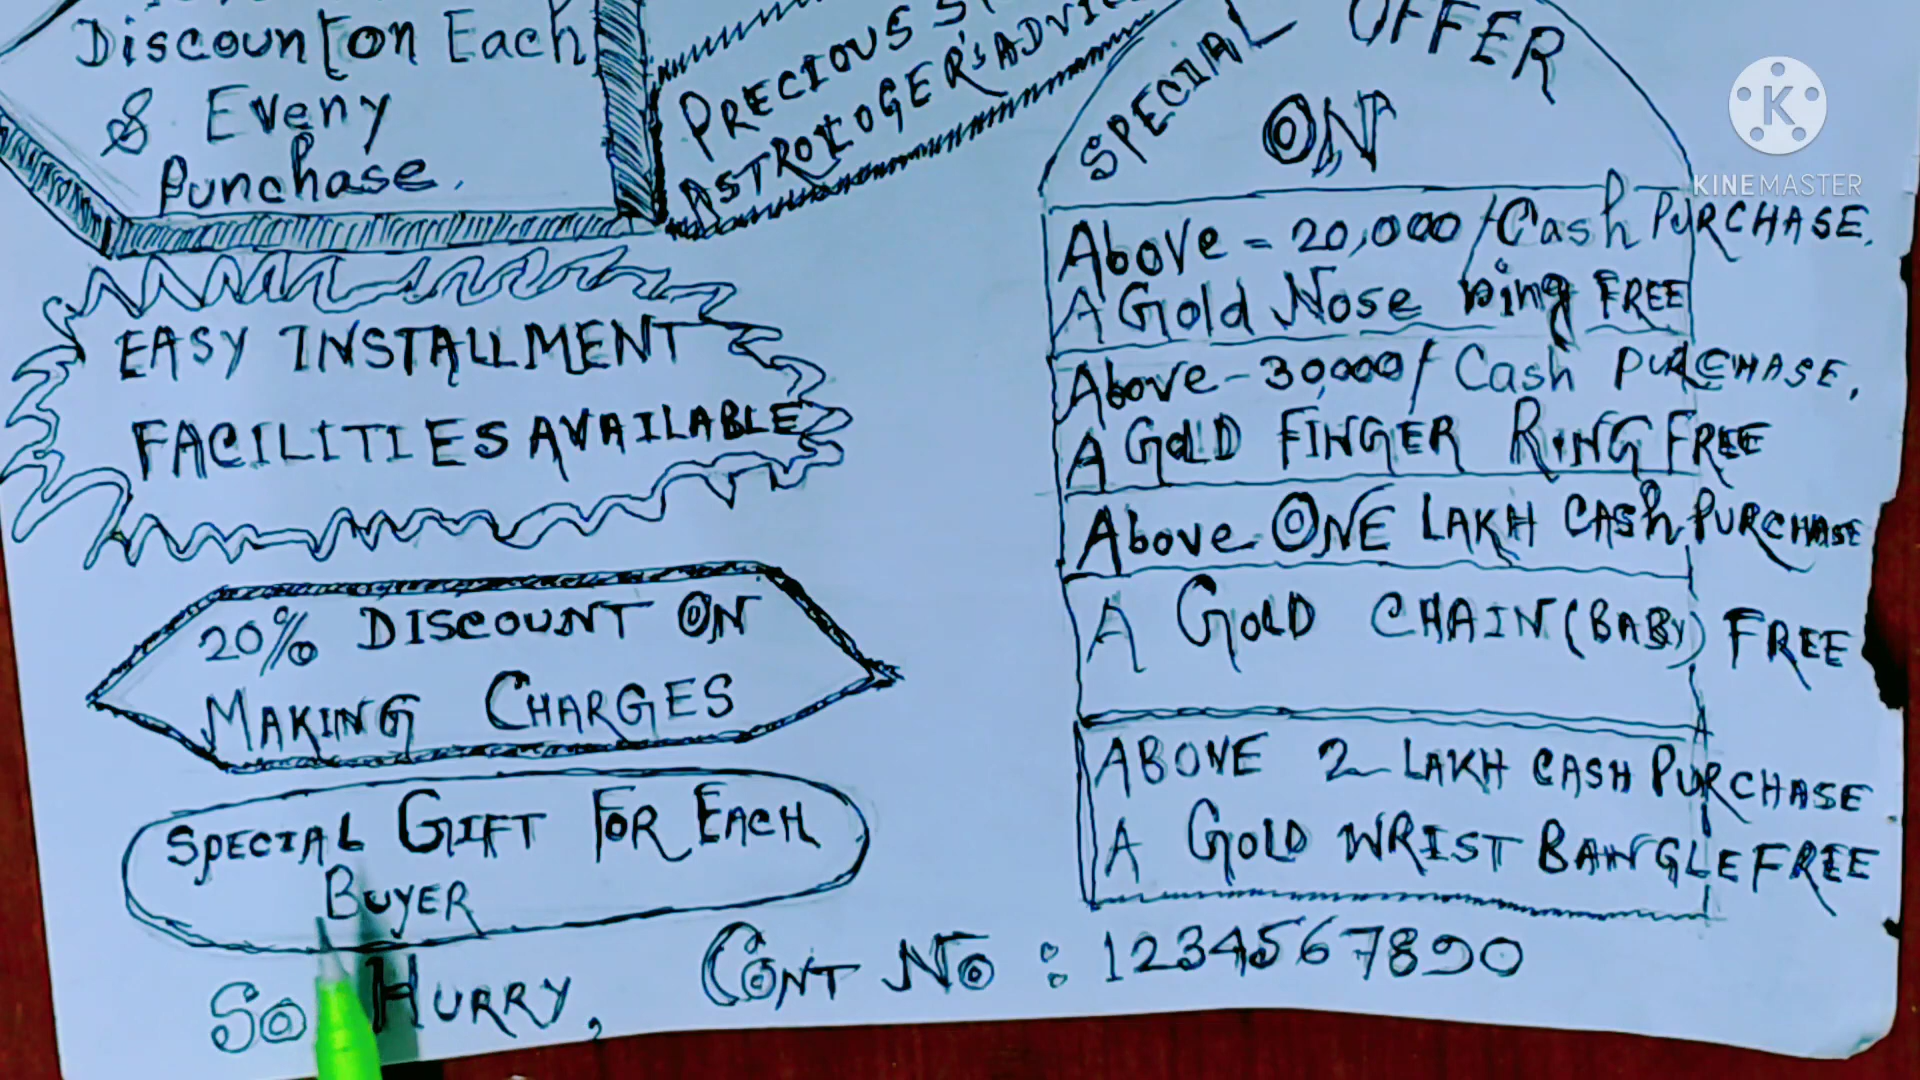 Discount on Each
& Every
Purchase.
PRECIOUS
ASTROLOGER'S ADVI
SPECIAL OFFER
ON
Above - 20,000/ Cash PURCHASE.
A Gold Nose ring FREE
Above - 30,000/ Cash PURCHASE.
A GOLD FINGER RING FREE
Above ONE LAKH CASH PURCHASE
A GOLD CHAIN (BABY) FREE
ABOVE 2 LAKH CASH PURCHASE
A GOLD WRIST BANGLE FREE
EASY INSTALLMENT
FACILITIES AVAILABLE
20% DISCOUNT ON
MAKING CHARGES
SPECIAL GIFT FOR EACH
BUYER
SO HURRY,
CONT NO : 1234567890
K
KINEMASTER